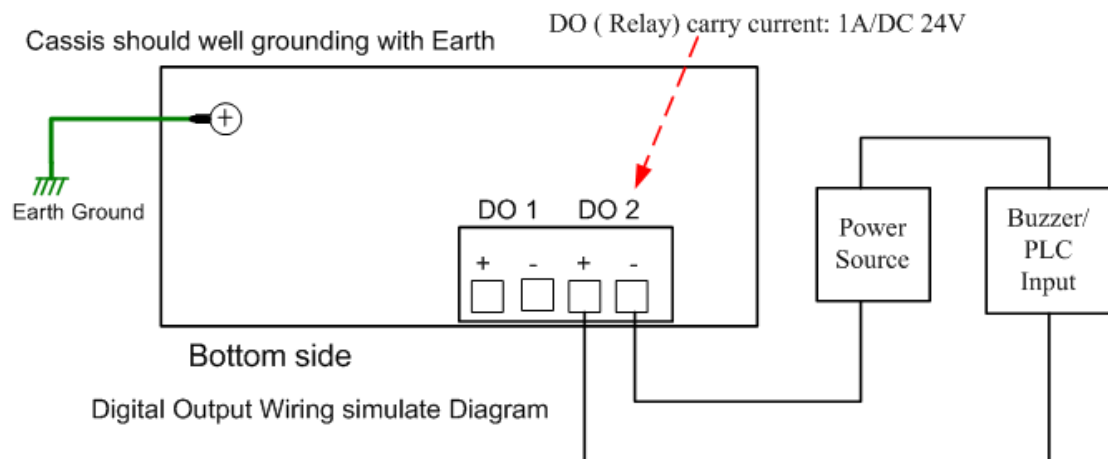 DO ( Relay) carry current: 1A/DC 24V
Cassis should well grounding with Earth
+
Earth Ground
DO 1 DO 2
+ - + -
Power
Source
Buzzer/
PLC
Input
Bottom side
Digital Output Wiring simulate Diagram